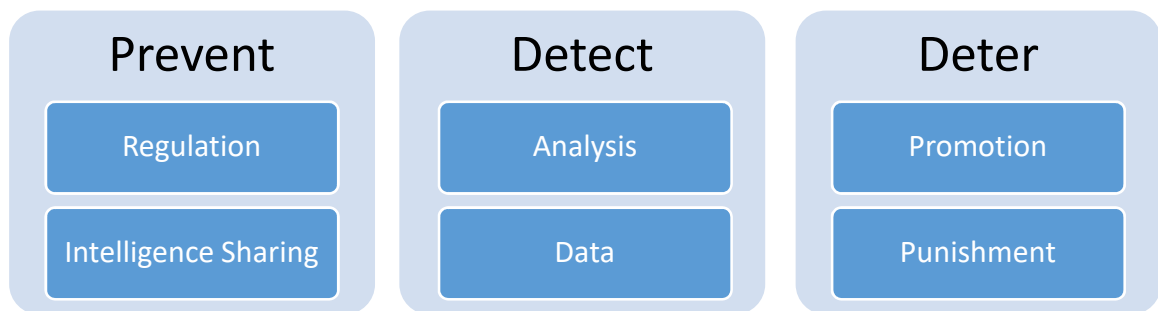 Prevent
Regulation
Intelligence Sharing
Detect
Analysis
Data
Deter
Promotion
Punishment